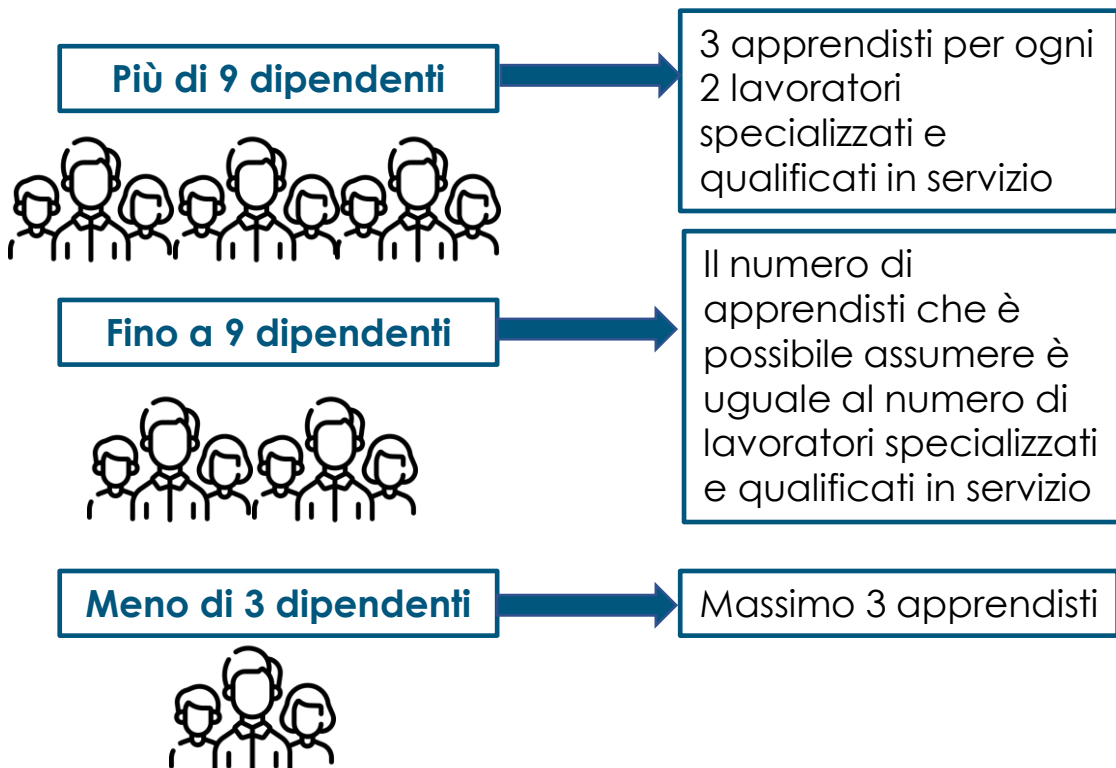 Più di 9 dipendenti
3 apprendisti per ogni
2 lavoratori
specializzati e
qualificati in servizio
Fino a 9 dipendenti
Il numero di
apprendisti che è
possibile assumere è
uguale al numero di
lavoratori specializzati
e qualificati in servizio
Meno di 3 dipendenti
Massimo 3 apprendisti